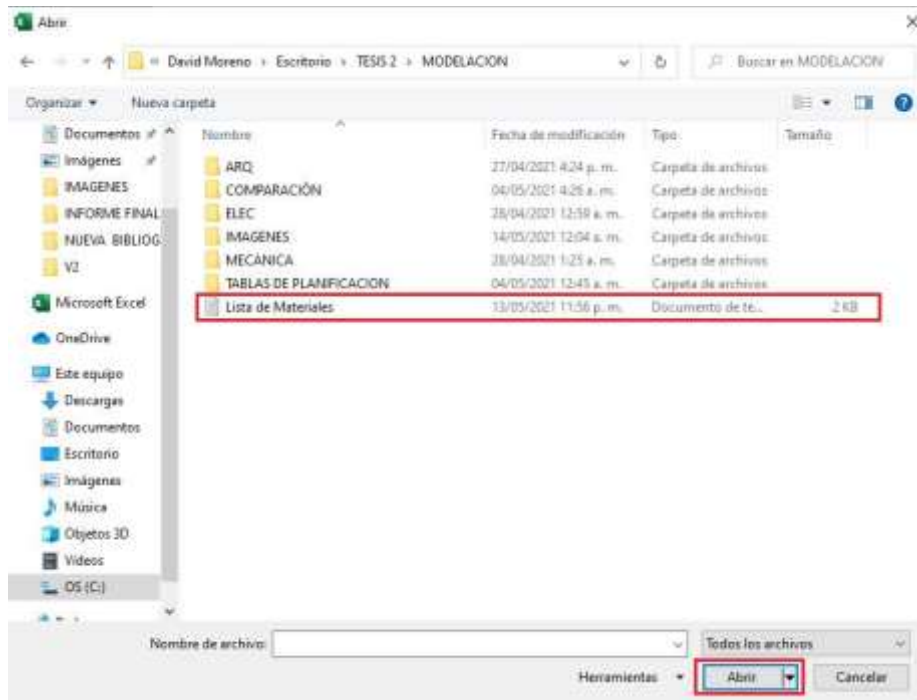 Abrir
« David Moreno › Escritorio › TESIS 2 › MODELACION
Buscar en MODELACION
Organizar
Nueva carpeta
Nombre
Fecha de modificación
Tipo
Tamaño
Documentos
Imágenes
IMAGENES
INFORME FINAL
NUEVA BIBLIOG
V2
Microsoft Excel
OneDrive
Este equipo
Descargas
Documentos
Escritorio
Imágenes
Música
Objetos 3D
Vídeos
OS (C:)
ARQ 27/04/2021 4:24 p. m. Carpeta de archivos
COMPARACIÓN 04/05/2021 4:26 a. m. Carpeta de archivos
ELEC 28/04/2021 12:59 a. m. Carpeta de archivos
IMAGENES 14/05/2021 12:04 a. m. Carpeta de archivos
MECÁNICA 28/04/2021 1:25 a. m. Carpeta de archivos
TABLAS DE PLANIFICACION 04/05/2021 12:45 a. m. Carpeta de archivos
Lista de Materiales 13/05/2021 11:56 p. m. Documento de te... 2 KB
Nombre de archivo:
Todos los archivos
Herramientas
Abrir
Cancelar